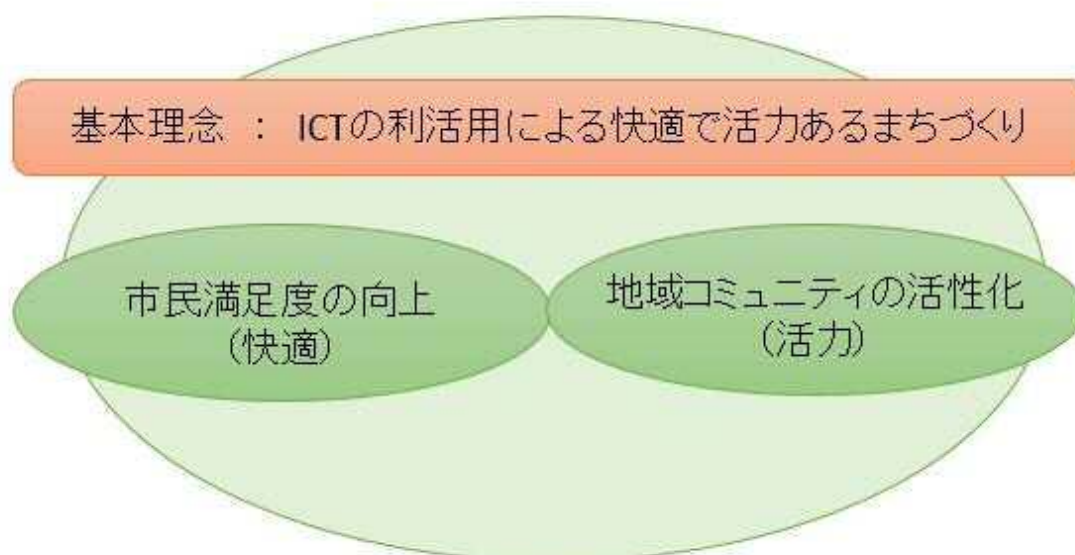 基本理念 ： ICTの利活用による快適で活力あるまちづくり
市民満足度の向上
(快適)
地域コミュニティの活性化
(活力)